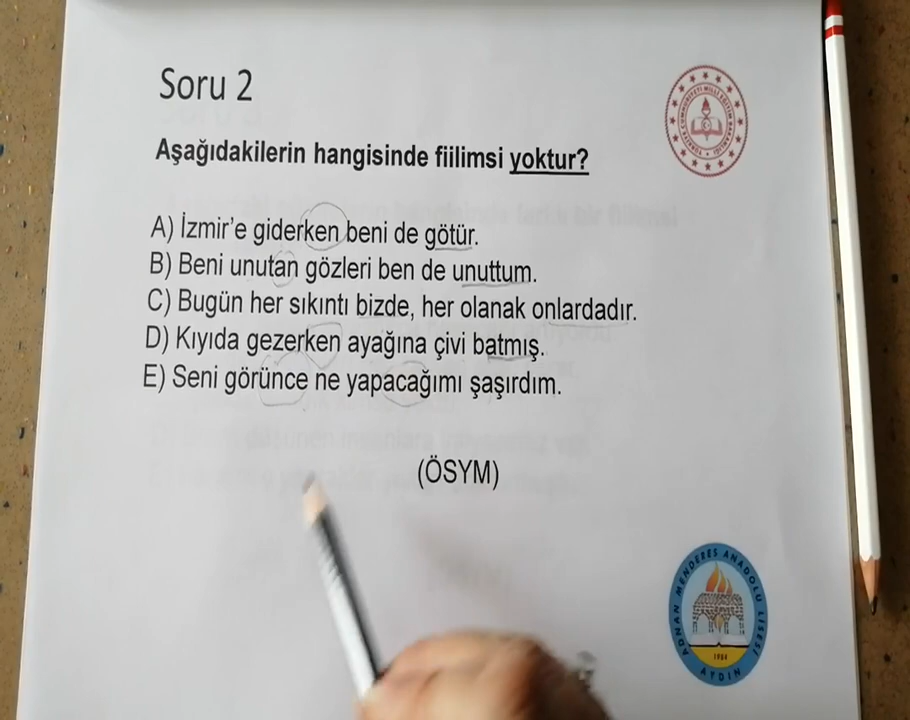 Soru 2
Aşağıdakilerin hangisinde fiilimsi yoktur?
A) İzmir'e giderken beni de götür.
B) Beni unutan gözleri ben de unuttum.
C) Bugün her sıkıntı bizde, her olanak onlardadır.
D) Kıyıda gezerken ayağına çivi batmış.
E) Seni görünce ne yapacağımı şaşırdım.
(ÖSYM)
ADNAN MENDERES ANADOLU LİSESİ
1984
AYDIN